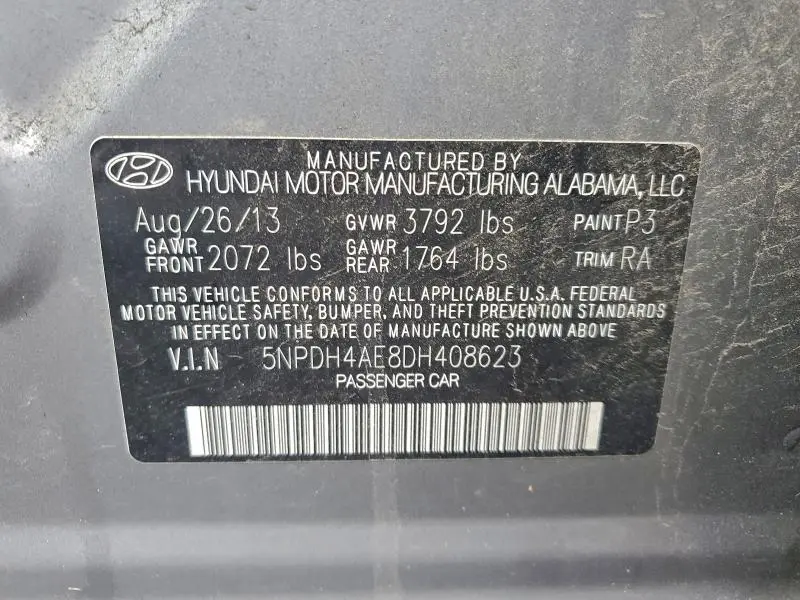 MANUFACTURED BY
HYUNDAI MOTOR MANUFACTURING ALABAMA, LLC
Aug/26/13 GVWR 3792 lbs PAINT P3
GAWR FRONT 2072 lbs GAWR REAR 1764 lbs TRIM RA
THIS VEHICLE CONFORMS TO ALL APPLICABLE U.S.A. FEDERAL
MOTOR VEHICLE SAFETY, BUMPER, AND THEFT PREVENTION STANDARDS
IN EFFECT ON THE DATE OF MANUFACTURE SHOWN ABOVE
V.I.N 5NPDH4AE8DH408623
PASSENGER CAR